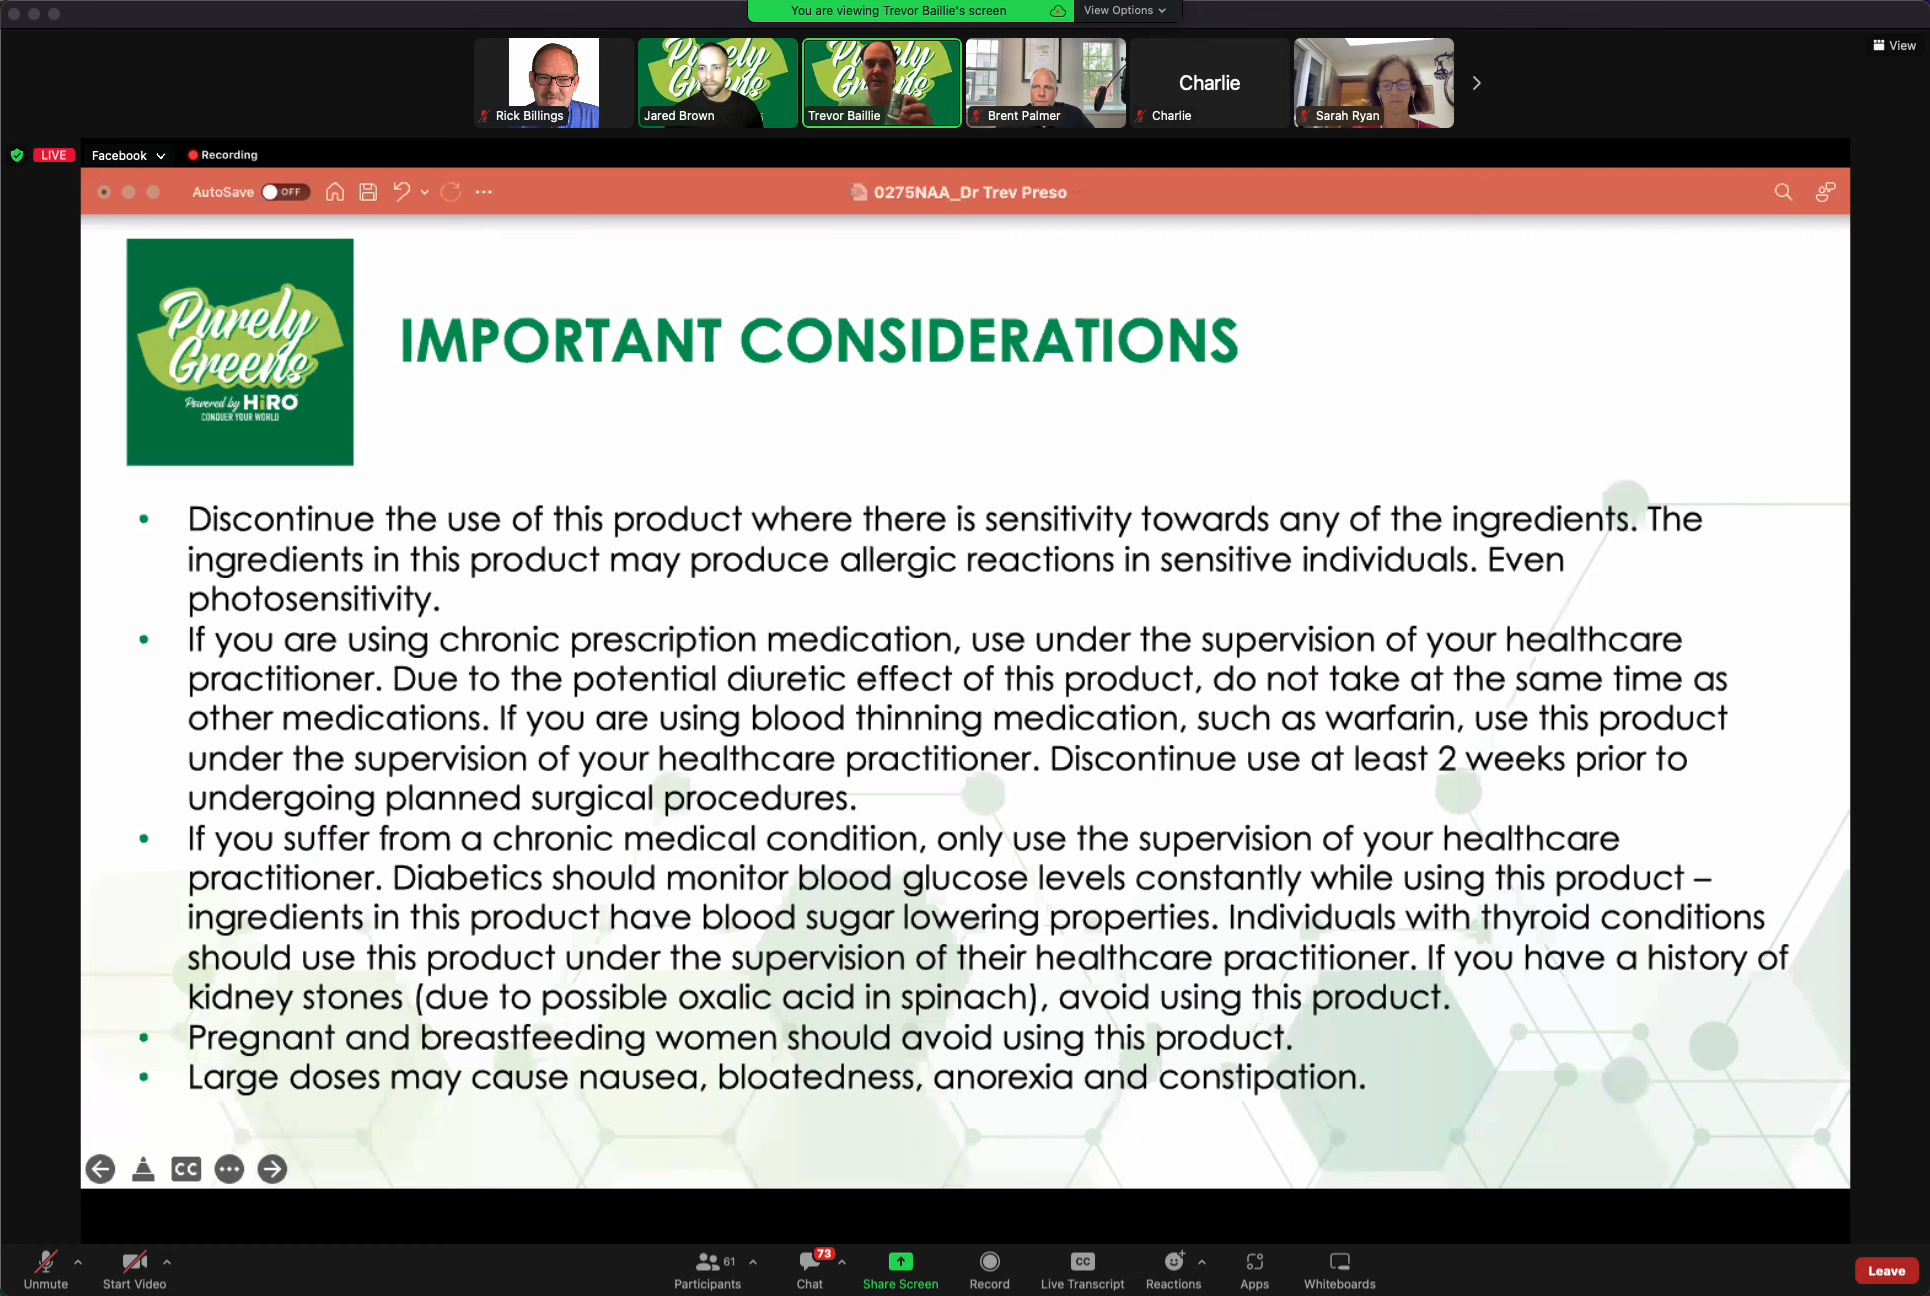 You are viewing Trevor Baillie's screen
View Options
View
Purely
Greens
Purely
Greens
Charlie
Rick Billings
Jared Brown
Trevor Baillie
Brent Palmer
Charlie
Sarah Ryan
LIVE
Facebook
Recording
AutoSave OFF
0275NAA_Dr Trev Preso
Purely
Greens
Powered by HiRO
CONQUER YOUR WORLD
IMPORTANT CONSIDERATIONS
• Discontinue the use of this product where there is sensitivity towards any of the ingredients. The
ingredients in this product may produce allergic reactions in sensitive individuals. Even
photosensitivity.
• If you are using chronic prescription medication, use under the supervision of your healthcare
practitioner. Due to the potential diuretic effect of this product, do not take at the same time as
other medications. If you are using blood thinning medication, such as warfarin, use this product
under the supervision of your healthcare practitioner. Discontinue use at least 2 weeks prior to
undergoing planned surgical procedures.
• If you suffer from a chronic medical condition, only use the supervision of your healthcare
practitioner. Diabetics should monitor blood glucose levels constantly while using this product –
ingredients in this product have blood sugar lowering properties. Individuals with thyroid conditions
should use this product under the supervision of their healthcare practitioner. If you have a history of
kidney stones (due to possible oxalic acid in spinach), avoid using this product.
• Pregnant and breastfeeding women should avoid using this product.
• Large doses may cause nausea, bloatedness, anorexia and constipation.
CC
61
73
CC
Unmute
Start Video
Participants
Chat
Share Screen
Record
Live Transcript
Reactions
Apps
Whiteboards
Leave